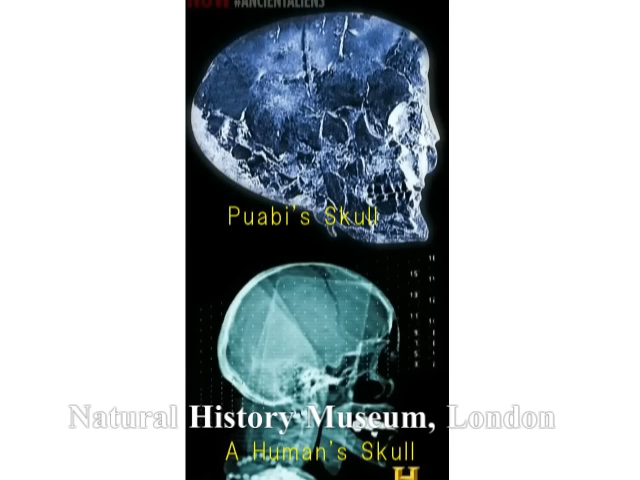 #ANCIENTALIENS
Puabi's Skull
Natural History Museum, London
A Human's Skull
H